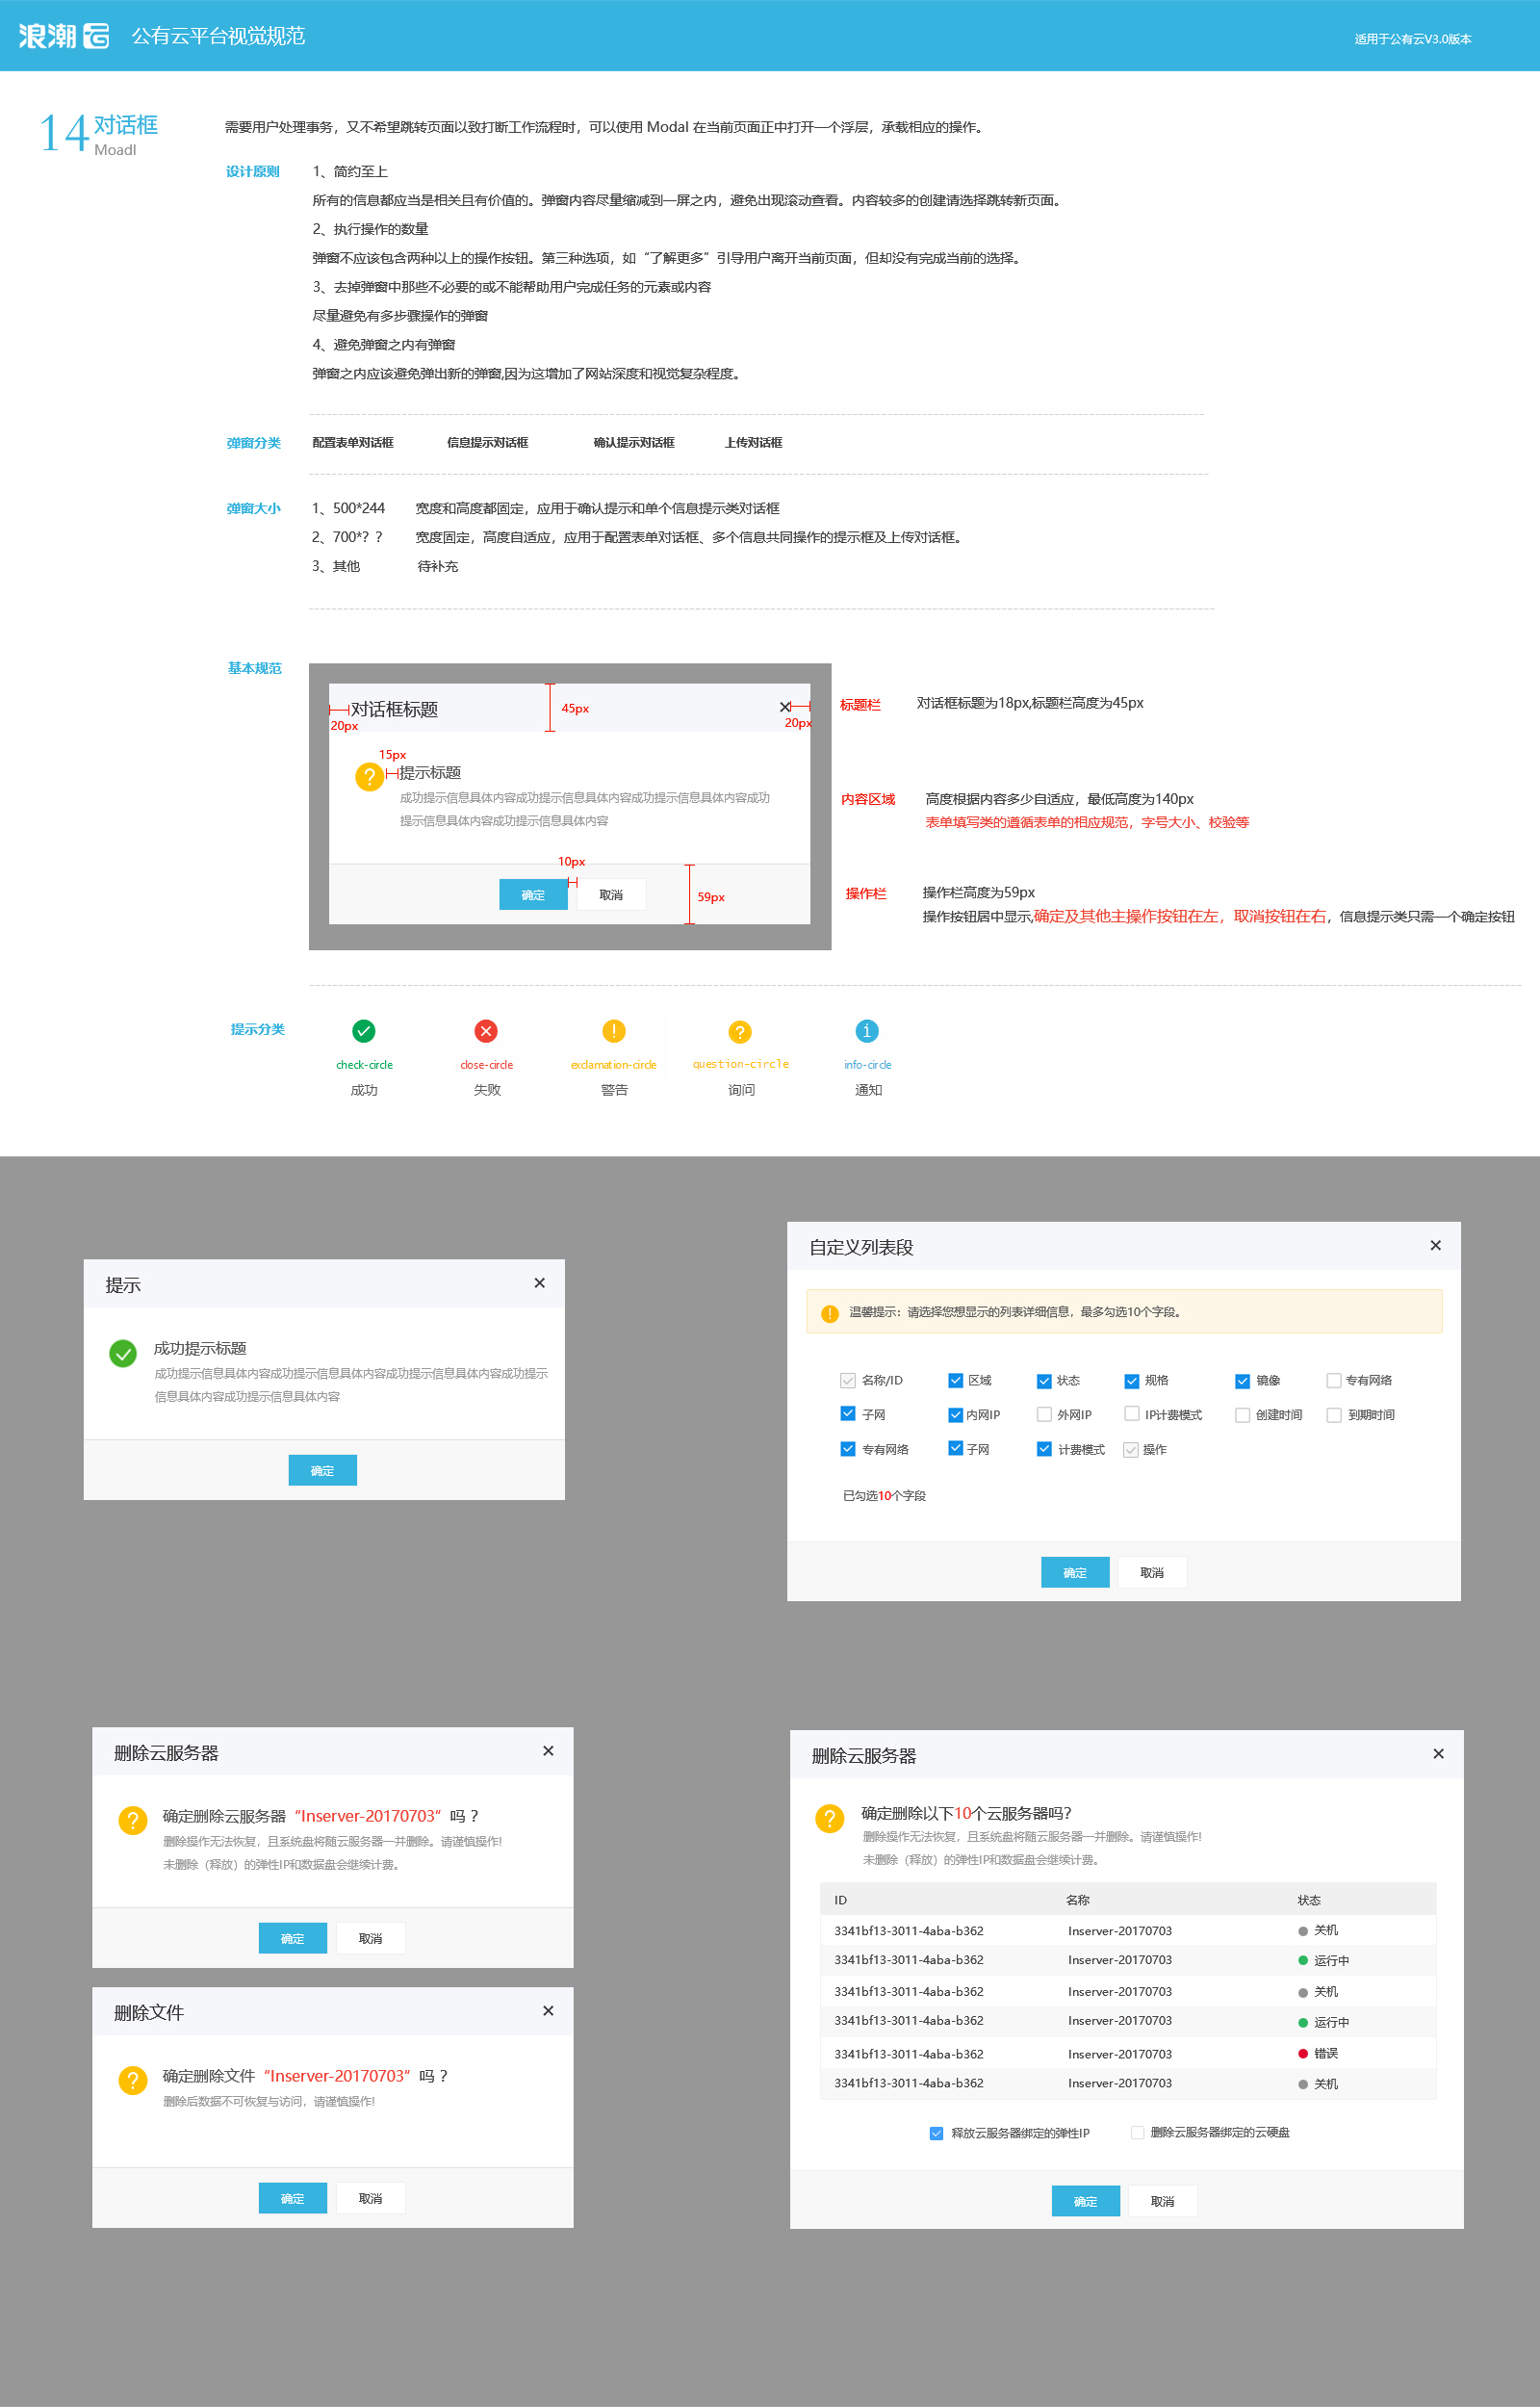 浪潮云 公有云平台视觉规范 适用于公有云V3.0版本
14 对话框
Moadl
需要用户处理事务，又不希望跳转页面以致打断工作流程时，可以使用 Modal 在当前页面正中打开一个浮层，承载相应的操作。
设计原则 1、简约至上
所有的信息都应当是相关且有价值的。弹窗内容尽量缩减到一屏之内，避免出现滚动查看。内容较多的创建请选择跳转新页面。
2、执行操作的数量
弹窗不应该包含两种以上的操作按钮。第三种选项，如“了解更多”引导用户离开当前页面，但却没有完成当前的选择。
3、去掉弹窗中那些不必要的或不能帮助用户完成任务的元素或内容
尽量避免有多步骤操作的弹窗
4、避免弹窗之内有弹窗
弹窗之内应该避免弹出新的弹窗,因为这增加了网站深度和视觉复杂程度。
弹窗分类 配置表单对话框 信息提示对话框 确认提示对话框 上传对话框
弹窗大小 1、500*244 宽度和高度都固定，应用于确认提示和单个信息提示类对话框
2、700*？？ 宽度固定，高度自适应，应用于配置表单对话框、多个信息共同操作的提示框及上传对话框。
3、其他 待补充
基本规范
对话框标题
20px
45px
20px
15px
提示标题
成功提示信息具体内容成功提示信息具体内容成功提示信息具体内容成功
提示信息具体内容成功提示信息具体内容
10px
确定 取消
59px
标题栏 对话框标题为18px,标题栏高度为45px
内容区域 高度根据内容多少自适应，最低高度为140px
表单填写类的遵循表单的相应规范，字号大小、校验等
操作栏 操作栏高度为59px
操作按钮居中显示,确定及其他主操作按钮在左，取消按钮在右，信息提示类只需一个确定按钮
提示分类
check-circle close-circle exclamation-circle question-circle info-circle
成功 失败 警告 询问 通知
提示
成功提示标题
成功提示信息具体内容成功提示信息具体内容成功提示信息具体内容成功提示
信息具体内容成功提示信息具体内容
确定
自定义列表段
温馨提示：请选择您想显示的列表详细信息，最多勾选10个字段。
名称/ID 区域 状态 规格 镜像 专有网络
子网 内网IP 外网IP IP计费模式 创建时间 到期时间
专有网络 子网 计费模式 操作
已勾选10个字段
确定 取消
删除云服务器
确定删除云服务器“Inserver-20170703”吗？
删除操作无法恢复，且系统盘将随云服务器一并删除。请谨慎操作!
未删除（释放）的弹性IP和数据盘会继续计费。
确定 取消
删除文件
确定删除文件“Inserver-20170703”吗？
删除后数据不可恢复与访问，请谨慎操作!
确定 取消
删除云服务器
确定删除以下10个云服务器吗?
删除操作无法恢复，且系统盘将随云服务器一并删除。请谨慎操作!
未删除（释放）的弹性IP和数据盘会继续计费。
ID 名称 状态
3341bf13-3011-4aba-b362 Inserver-20170703 关机
3341bf13-3011-4aba-b362 Inserver-20170703 运行中
3341bf13-3011-4aba-b362 Inserver-20170703 关机
3341bf13-3011-4aba-b362 Inserver-20170703 运行中
3341bf13-3011-4aba-b362 Inserver-20170703 错误
3341bf13-3011-4aba-b362 Inserver-20170703 关机
释放云服务器绑定的弹性IP 删除云服务器绑定的云硬盘
确定 取消